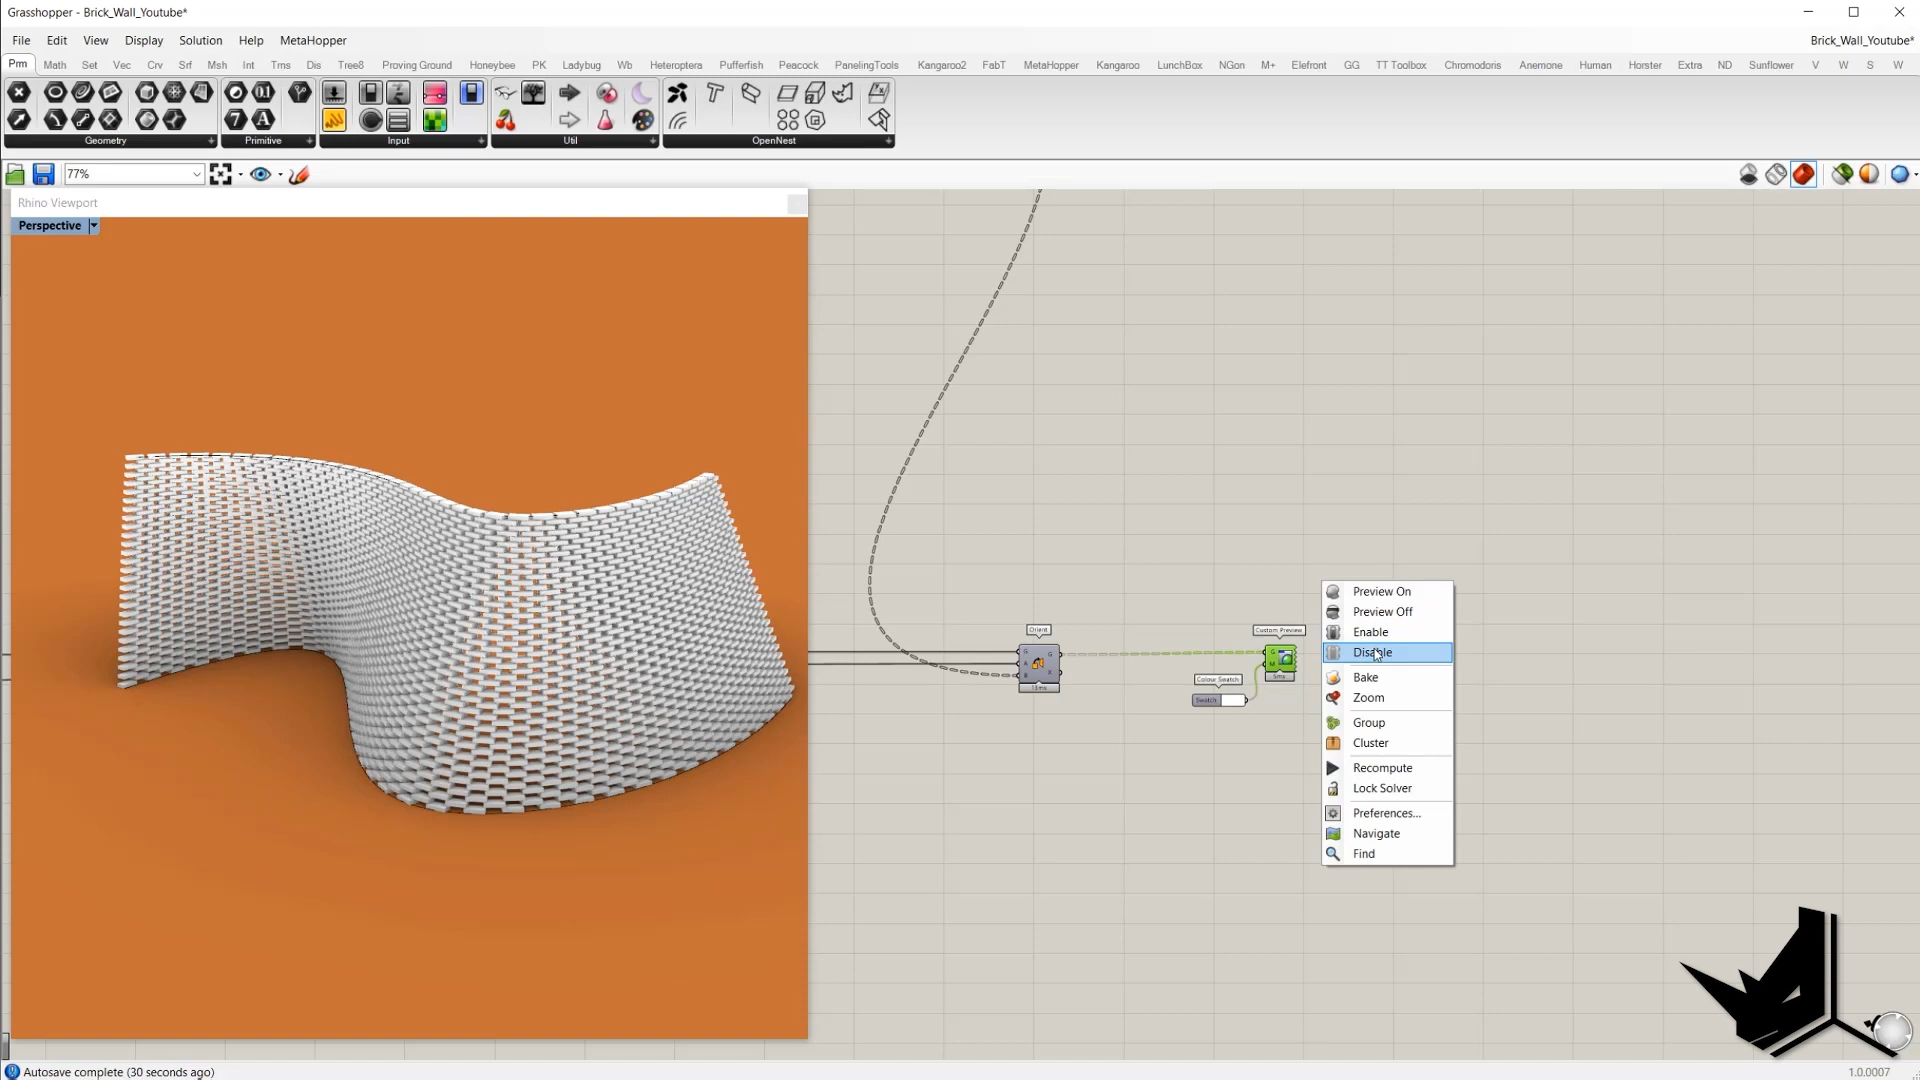 Grasshopper - Brick_Wall_Youtube*
File Edit View Display Solution Help MetaHopper Brick_Wall_Youtube*
Prm Math Set Vec Crv Srf Msh Int Trns Dis Tree8 Proving Ground Honeybee PK Ladybug Wb Heteroptera Pufferfish Peacock PanelingTools Kangaroo2 FabT MetaHopper Kangaroo LunchBox NGon M+ Elefront GG TT Toolbox Chromodoris Anemone Human Horster Extra ND Sunflower V W S W
Geometry Primitive Input Util OpenNest
77%
Rhino Viewport
Perspective
Orient
G
A
B
G
X
13ms
Custom Preview
G
M
5ms
Colour Swatch
Swatch
Preview On
Preview Off
Enable
Disable
Bake
Zoom
Group
Cluster
Recompute
Lock Solver
Preferences...
Navigate
Find
Autosave complete (30 seconds ago)
1.0.0007